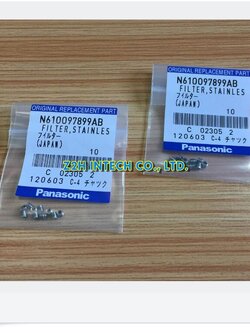 ORIGINAL REPLACEMENT PART
N610097899AB
FILTER,STAINLES
フィルター
(JAPAN)
10
C 02305 2
120603 C-4 チャック
Panasonic
ORIGINAL REPLACEMENT PART
N610097899AB
FILTER,STAINLES
フィルター
(JAPAN)
10
C 02305 2
120603 C-4 チャック
Panasonic
Z2H INTECH CO., LTD.